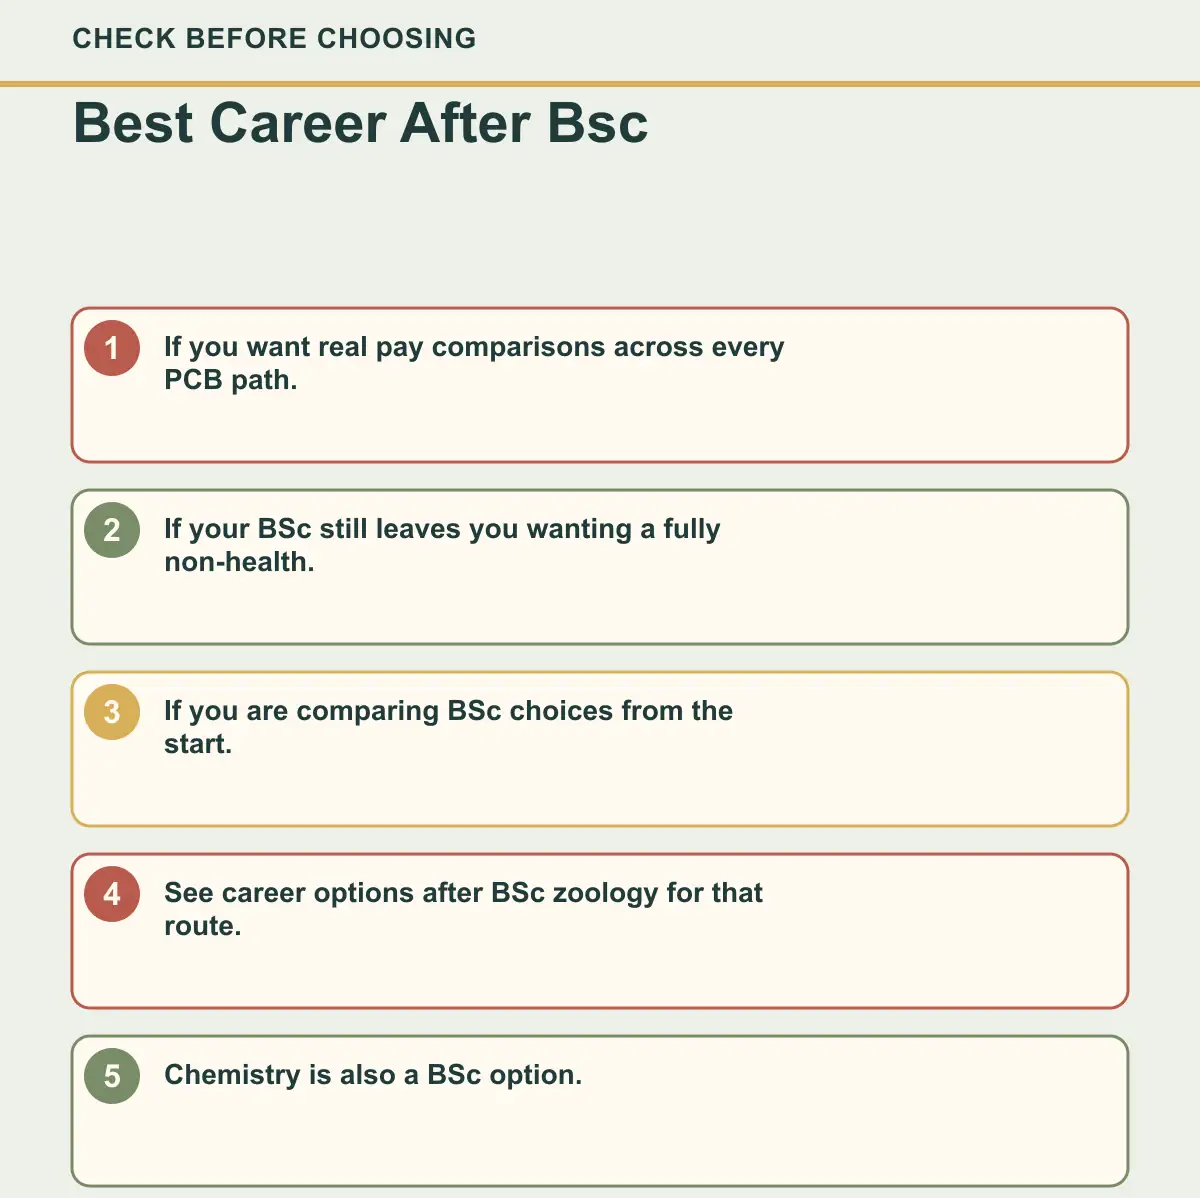 CHECK BEFORE CHOOSING
Best Career After Bsc
1
If you want real pay comparisons across every
PCB path.
2
If your BSc still leaves you wanting a fully
non-health.
3
If you are comparing BSc choices from the
start.
4
See career options after BSc zoology for that
route.
5
Chemistry is also a BSc option.